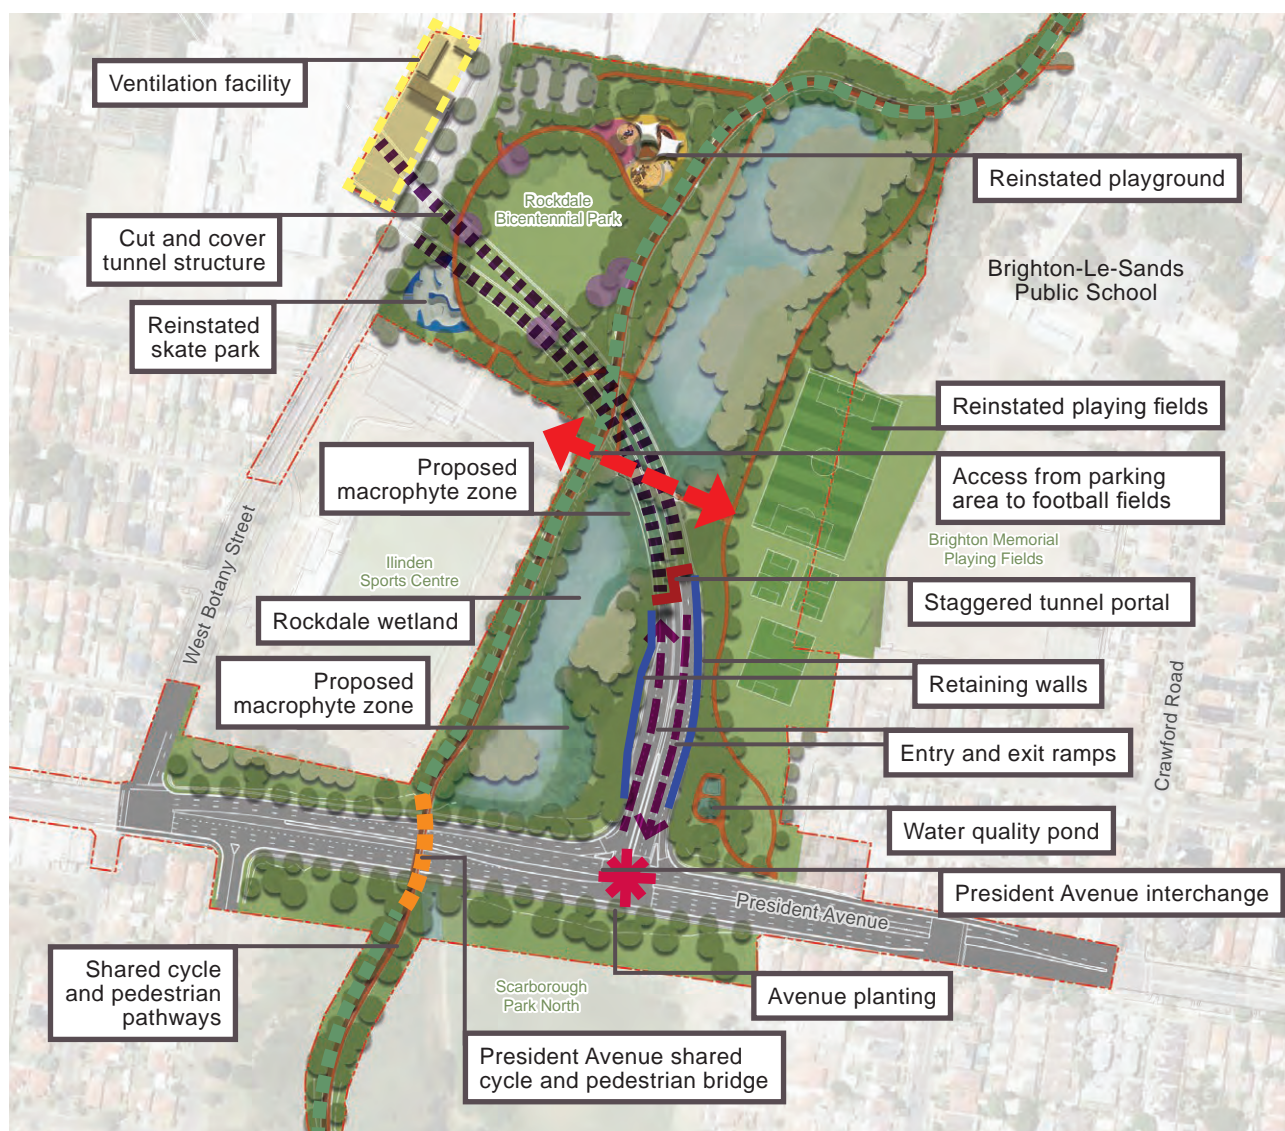 Ventilation facility
Cut and cover
tunnel structure
Reinstated
skate park
Rockdale
Bicentennial Park
Reinstated playground
Brighton-Le-Sands
Public School
Reinstated playing fields
Access from parking
area to football fields
Proposed
macrophyte zone
Brighton Memorial
Playing Fields
West Botany Street
Ilinden
Sports Centre
Staggered tunnel portal
Rockdale wetland
Retaining walls
Proposed
macrophyte zone
Crawford Road
Entry and exit ramps
Water quality pond
President Avenue interchange
President Avenue
Shared cycle
and pedestrian
pathways
Scarborough
Park North
Avenue planting
President Avenue shared
cycle and pedestrian bridge